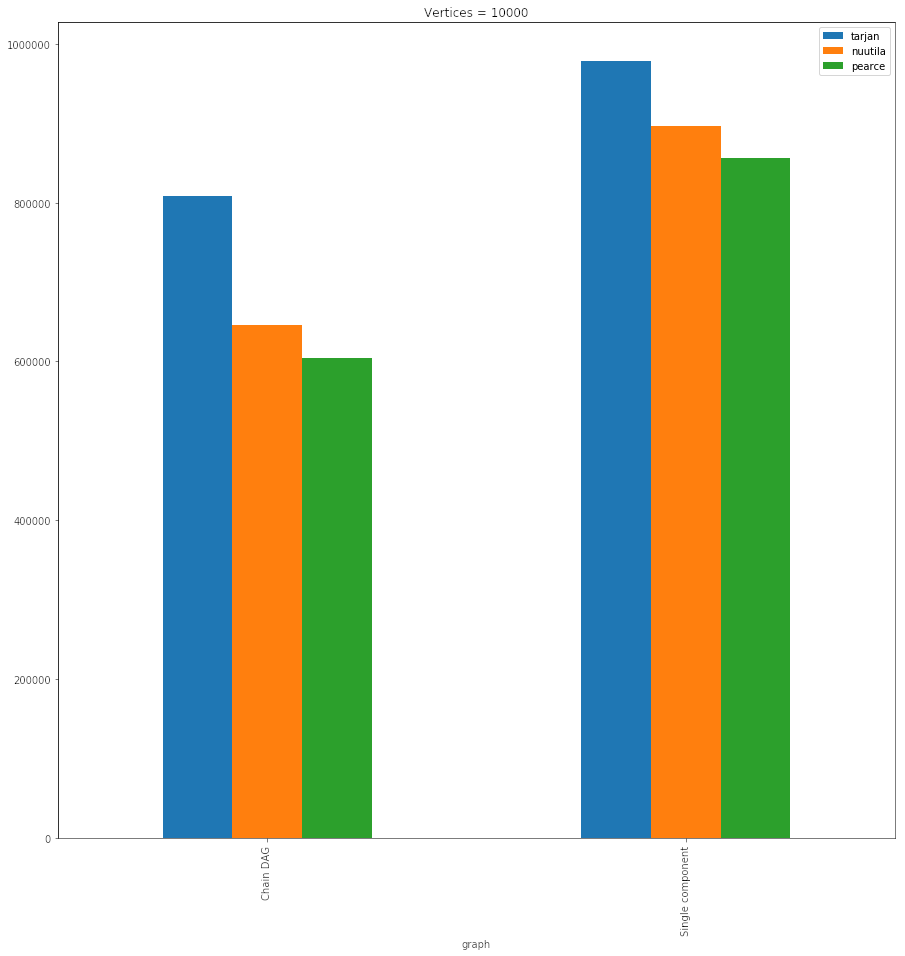 Vertices = 10000
tarjan
nuutila
pearce
1000000
800000
600000
400000
200000
0
Chain DAG
Single component
graph